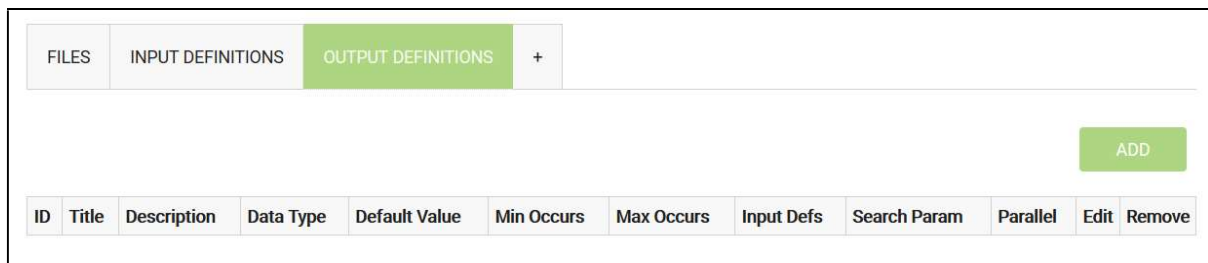 FILES INPUT DEFINITIONS OUTPUT DEFINITIONS +
ADD
ID Title Description Data Type Default Value Min Occurs Max Occurs Input Defs Search Param Parallel Edit Remove